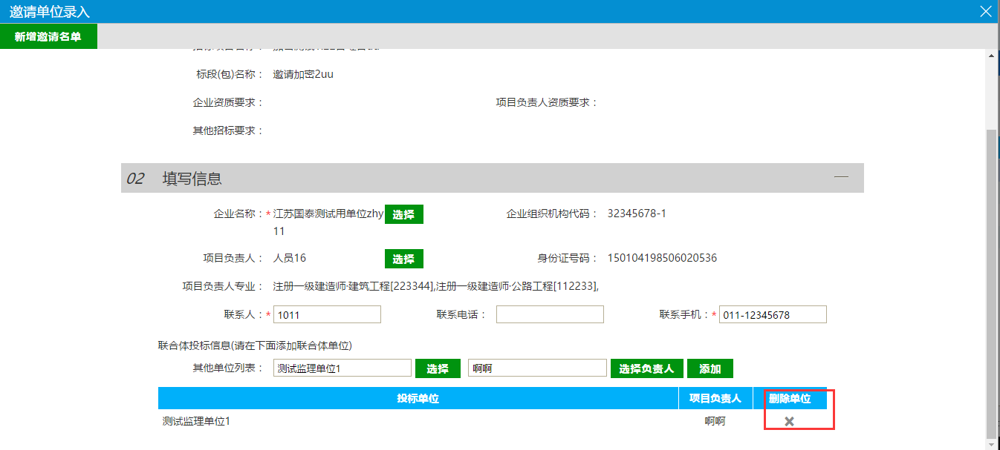 邀请单位录入
新增邀请名单
标段(包)名称： 邀请加密2uu
企业资质要求： 项目负责人资质要求：
其他招标要求：
02 填写信息
企业名称：*江苏国泰测试用单位zhy 选择 企业组织机构代码： 32345678-1
11
项目负责人： 人员16 选择 身份证号码： 150104198506020536
项目负责人专业： 注册一级建造师·建筑工程[223344],注册一级建造师·公路工程[112233],
联系人：* 1011 联系电话： 联系手机：* 011-12345678
联合体投标信息(请在下面添加联合体单位)
其他单位列表： 测试监理单位1 选择 啊啊 选择负责人 添加
投标单位 项目负责人 删除单位
测试监理单位1 啊啊